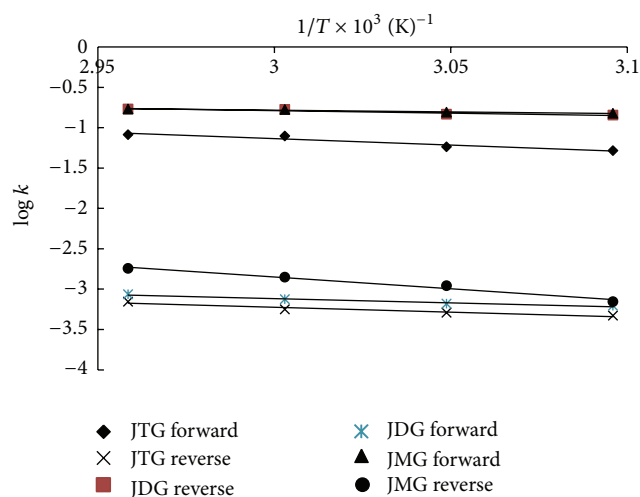 1/T × 10³ (K)⁻¹
2.95 3 3.05 3.1
0
−0.5
−1
−1.5
−2
−2.5
−3
−3.5
−4
log k
JTG forward
JTG reverse
JDG reverse
JDG forward
JMG forward
JMG reverse